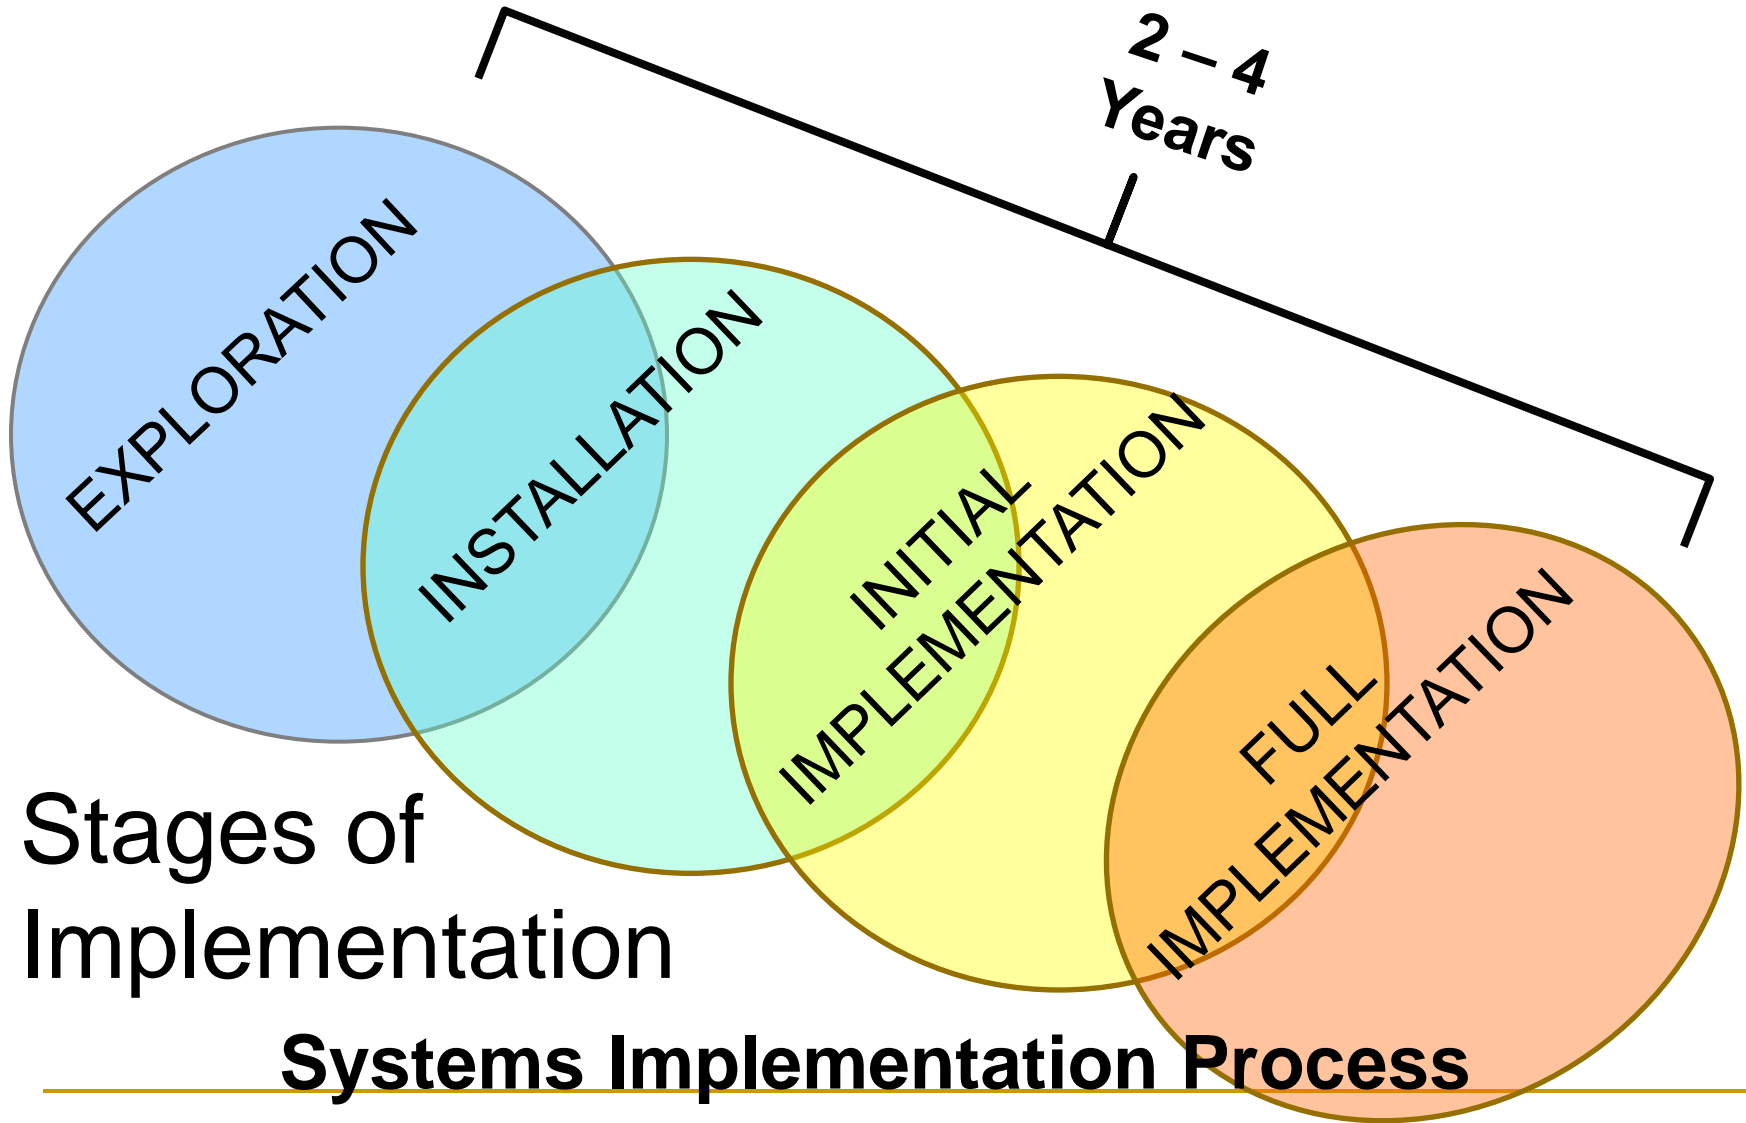 2 – 4
Years
EXPLORATION
INSTALLATION
INITIAL
IMPLEMENTATION
FULL
IMPLEMENTATION
Stages of
Implementation
Systems Implementation Process